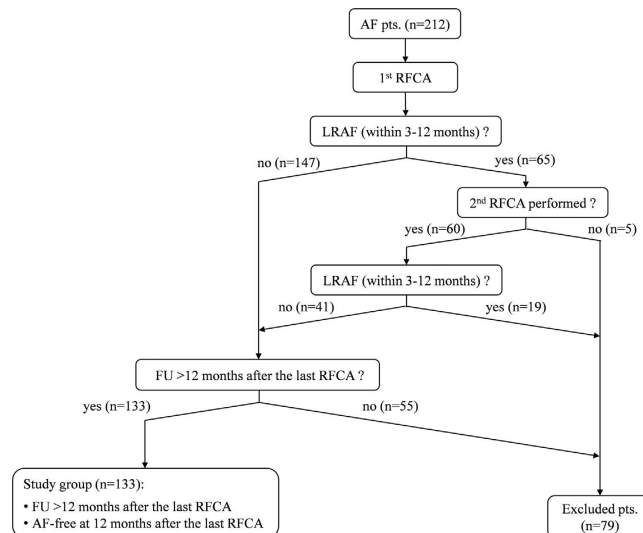 AF pts. (n=212)
1st RFCA
LRAF (within 3-12 months) ?
no (n=147)
yes (n=65)
2nd RFCA performed ?
yes (n=60)
no (n=5)
LRAF (within 3-12 months) ?
no (n=41)
yes (n=19)
FU >12 months after the last RFCA ?
yes (n=133)
no (n=55)
Study group (n=133):
• FU >12 months after the last RFCA
• AF-free at 12 months after the last RFCA
Excluded pts.
(n=79)